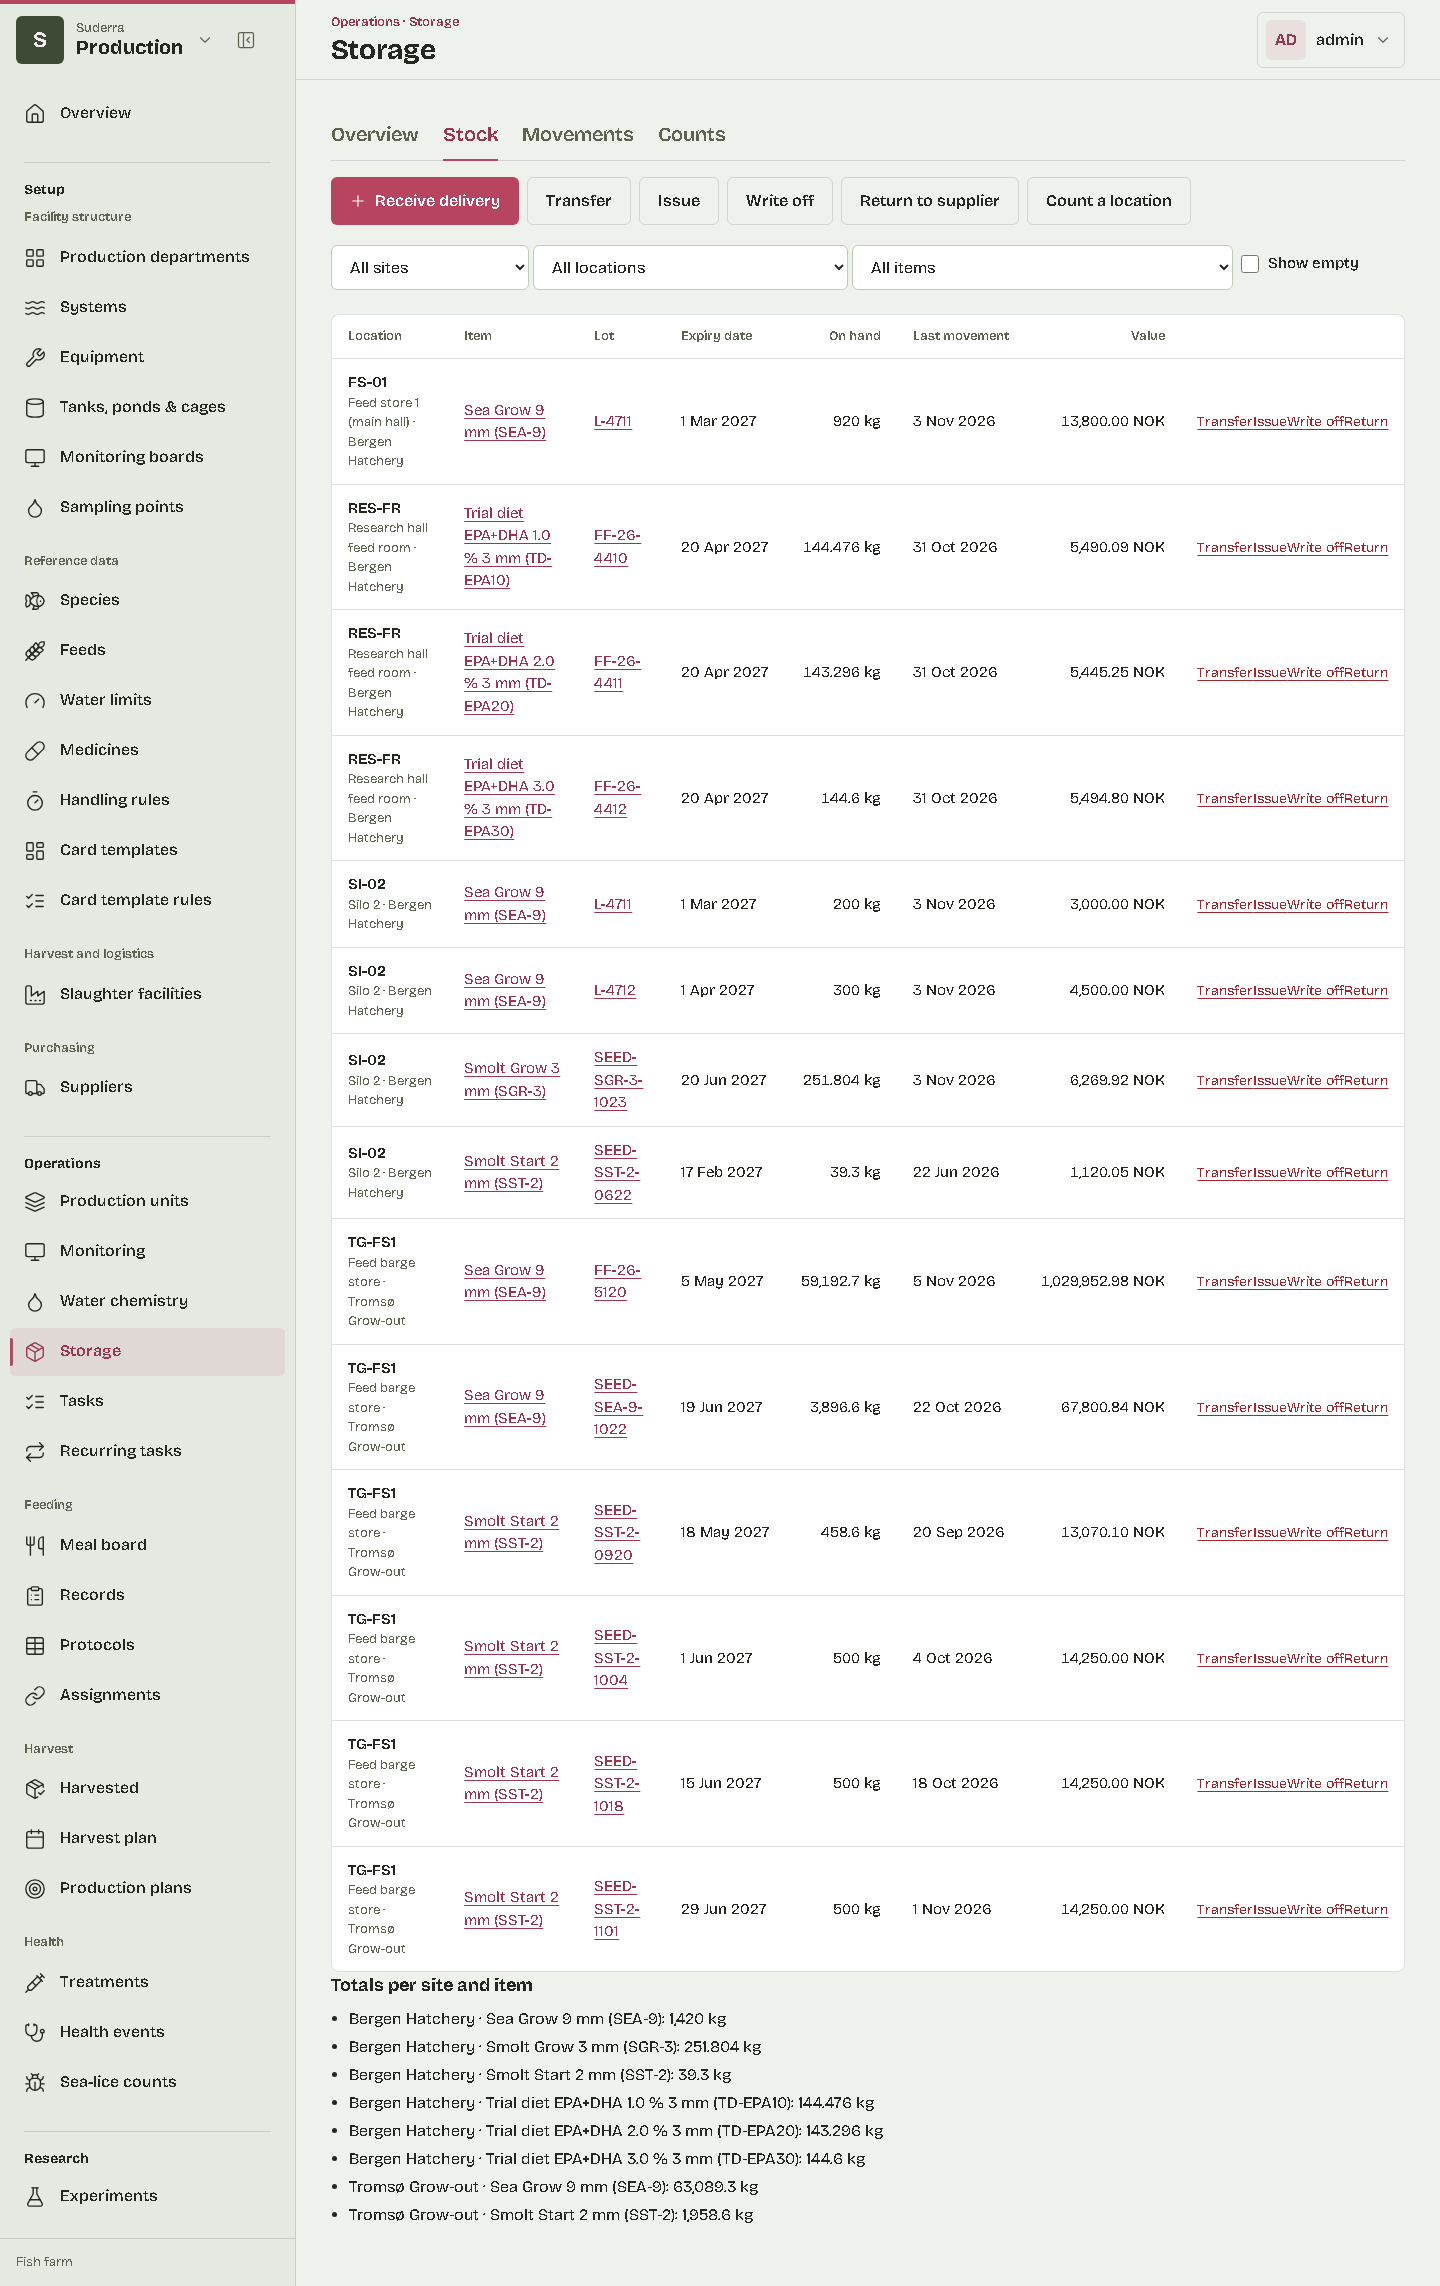 S
Suderra
Production
Overview
Setup
Facility structure
Production departments
Systems
Equipment
Tanks, ponds & cages
Monitoring boards
Sampling points
Reference data
Species
Feeds
Water limits
Medicines
Handling rules
Card templates
Card template rules
Harvest and logistics
Slaughter facilities
Purchasing
Suppliers
Operations
Production units
Monitoring
Water chemistry
Storage
Tasks
Recurring tasks
Feeding
Meal board
Records
Protocols
Assignments
Harvest
Harvested
Harvest plan
Production plans
Health
Treatments
Health events
Sea-lice counts
Research
Experiments
Fish farm
Operations · Storage
Storage
AD admin
Overview Stock Movements Counts
+ Receive delivery Transfer Issue Write off Return to supplier Count a location
All sites All locations All items Show empty
Location Item Lot Expiry date On hand Last movement Value
FS-01
Feed store 1
(main hall) ·
Bergen
Hatchery
Sea Grow 9
mm (SEA-9)
L-4711
1 Mar 2027 920 kg 3 Nov 2026 13,800.00 NOK TransferIssueWrite offReturn
RES-FR
Research hall
feed room ·
Bergen
Hatchery
Trial diet
EPA+DHA 1.0
% 3 mm (TD-
EPA10)
FF-26-
4410
20 Apr 2027 144.476 kg 31 Oct 2026 5,490.09 NOK TransferIssueWrite offReturn
RES-FR
Research hall
feed room ·
Bergen
Hatchery
Trial diet
EPA+DHA 2.0
% 3 mm (TD-
EPA20)
FF-26-
4411
20 Apr 2027 143.296 kg 31 Oct 2026 5,445.25 NOK TransferIssueWrite offReturn
RES-FR
Research hall
feed room ·
Bergen
Hatchery
Trial diet
EPA+DHA 3.0
% 3 mm (TD-
EPA30)
FF-26-
4412
20 Apr 2027 144.6 kg 31 Oct 2026 5,494.80 NOK TransferIssueWrite offReturn
SI-02
Silo 2 · Bergen
Hatchery
Sea Grow 9
mm (SEA-9)
L-4711
1 Mar 2027 200 kg 3 Nov 2026 3,000.00 NOK TransferIssueWrite offReturn
SI-02
Silo 2 · Bergen
Hatchery
Sea Grow 9
mm (SEA-9)
L-4712
1 Apr 2027 300 kg 3 Nov 2026 4,500.00 NOK TransferIssueWrite offReturn
SI-02
Silo 2 · Bergen
Hatchery
Smolt Grow 3
mm (SGR-3)
SEED-
SGR-3-
1023
20 Jun 2027 251.804 kg 3 Nov 2026 6,269.92 NOK TransferIssueWrite offReturn
SI-02
Silo 2 · Bergen
Hatchery
Smolt Start 2
mm (SST-2)
SEED-
SST-2-
0622
17 Feb 2027 39.3 kg 22 Jun 2026 1,120.05 NOK TransferIssueWrite offReturn
TG-FS1
Feed barge
store ·
Tromsø
Grow-out
Sea Grow 9
mm (SEA-9)
FF-26-
5120
5 May 2027 59,192.7 kg 5 Nov 2026 1,029,952.98 NOK TransferIssueWrite offReturn
TG-FS1
Feed barge
store ·
Tromsø
Grow-out
Sea Grow 9
mm (SEA-9)
SEED-
SEA-9-
1022
19 Jun 2027 3,896.6 kg 22 Oct 2026 67,800.84 NOK TransferIssueWrite offReturn
TG-FS1
Feed barge
store ·
Tromsø
Grow-out
Smolt Start 2
mm (SST-2)
SEED-
SST-2-
0920
18 May 2027 458.6 kg 20 Sep 2026 13,070.10 NOK TransferIssueWrite offReturn
TG-FS1
Feed barge
store ·
Tromsø
Grow-out
Smolt Start 2
mm (SST-2)
SEED-
SST-2-
1004
1 Jun 2027 500 kg 4 Oct 2026 14,250.00 NOK TransferIssueWrite offReturn
TG-FS1
Feed barge
store ·
Tromsø
Grow-out
Smolt Start 2
mm (SST-2)
SEED-
SST-2-
1018
15 Jun 2027 500 kg 18 Oct 2026 14,250.00 NOK TransferIssueWrite offReturn
TG-FS1
Feed barge
store ·
Tromsø
Grow-out
Smolt Start 2
mm (SST-2)
SEED-
SST-2-
1101
29 Jun 2027 500 kg 1 Nov 2026 14,250.00 NOK TransferIssueWrite offReturn
Totals per site and item
• Bergen Hatchery · Sea Grow 9 mm (SEA-9): 1,420 kg
• Bergen Hatchery · Smolt Grow 3 mm (SGR-3): 251.804 kg
• Bergen Hatchery · Smolt Start 2 mm (SST-2): 39.3 kg
• Bergen Hatchery · Trial diet EPA+DHA 1.0 % 3 mm (TD-EPA10): 144.476 kg
• Bergen Hatchery · Trial diet EPA+DHA 2.0 % 3 mm (TD-EPA20): 143.296 kg
• Bergen Hatchery · Trial diet EPA+DHA 3.0 % 3 mm (TD-EPA30): 144.6 kg
• Tromsø Grow-out · Sea Grow 9 mm (SEA-9): 63,089.3 kg
• Tromsø Grow-out · Smolt Start 2 mm (SST-2): 1,958.6 kg